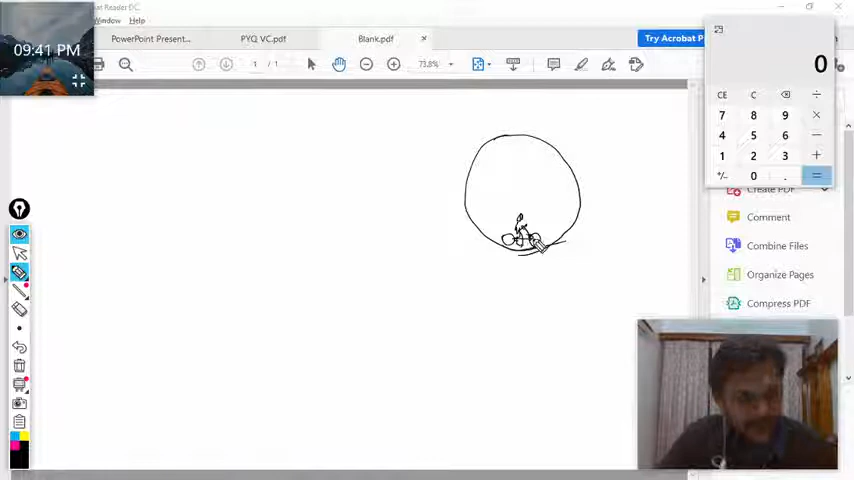 at Reader DC
Window Help
09:41 PM
PowerPoint Present...
PYQ VC.pdf
Blank.pdf
Try Acrobat P
1 / 1
73.8%
0
CE C
7 8 9
4 5 6
1 2 3
0 .
Create PDF
Comment
Combine Files
Organize Pages
Compress PDF